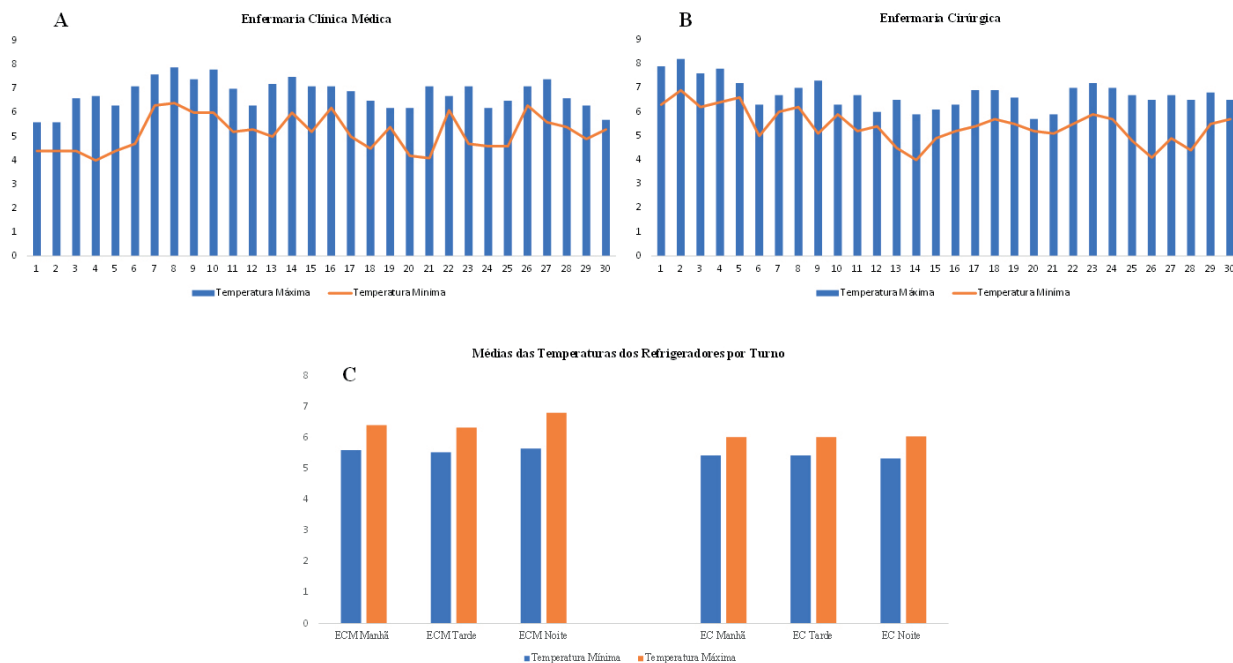 A
Enfermaria Clínica Médica
9
8
7
6
5
4
3
2
1
0
1 2 3 4 5 6 7 8 9 10 11 12 13 14 15 16 17 18 19 20 21 22 23 24 25 26 27 28 29 30
Temperatura Máxima Temperatura Miníma
B
Enfermaria Cirúrgica
9
8
7
6
5
4
3
2
1
0
1 2 3 4 5 6 7 8 9 10 11 12 13 14 15 16 17 18 19 20 21 22 23 24 25 26 27 28 29 30
Temperatura Máxima Temperatura Miníma
Médias das Temperaturas dos Refrigeradores por Turno
C
8
7
6
5
4
3
2
1
0
ECM Manhã ECM Tarde ECM Noite EC Manhã EC Tarde EC Noite
Temperatura Mínima Temperatura Máxima